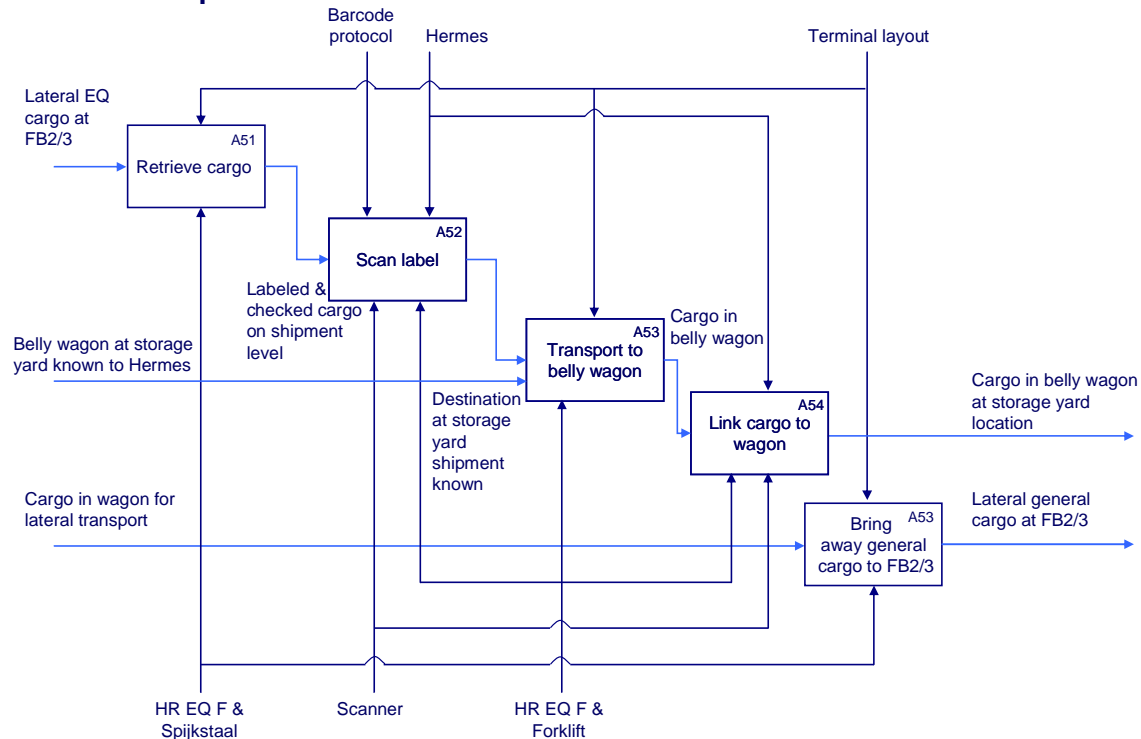 Barcode
protocol
Hermes
Terminal layout
Lateral EQ
cargo at
FB2/3
A51
Retrieve cargo
A52
Scan label
Labeled &
checked cargo
on shipment
level
Belly wagon at storage
yard known to Hermes
A53
Transport to
belly wagon
Cargo in
belly wagon
Destination
at storage
yard
shipment
known
A54
Link cargo to
wagon
Cargo in belly wagon
at storage yard
location
Cargo in wagon for
lateral transport
A53
Bring
away general
cargo to FB2/3
Lateral general
cargo at FB2/3
HR EQ F &
Spijkstaal
Scanner
HR EQ F &
Forklift